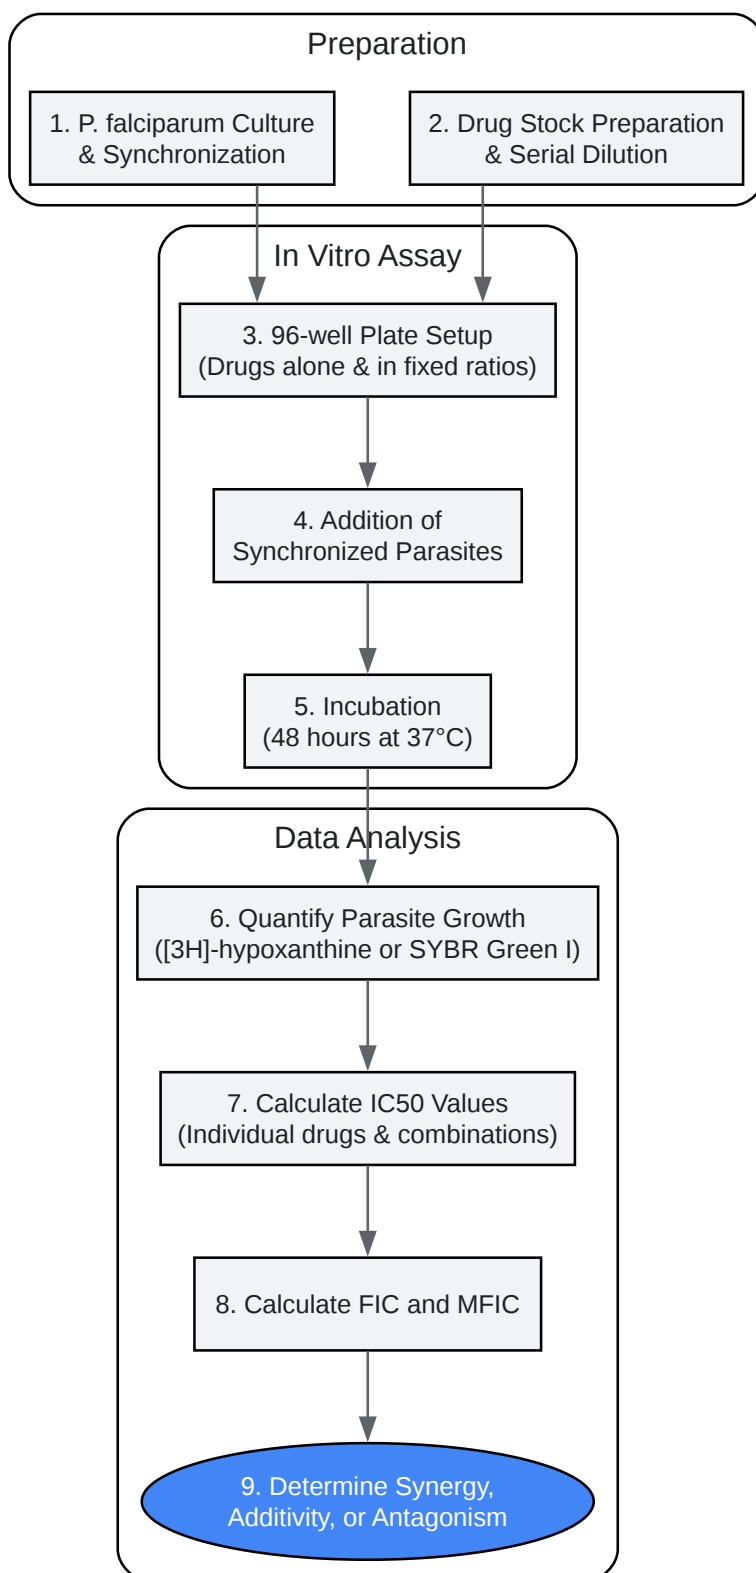 Preparation
1. P. falciparum Culture
& Synchronization
2. Drug Stock Preparation
& Serial Dilution
In Vitro Assay
3. 96-well Plate Setup
(Drugs alone & in fixed ratios)
4. Addition of
Synchronized Parasites
5. Incubation
(48 hours at 37°C)
Data Analysis
6. Quantify Parasite Growth
([3H]-hypoxanthine or SYBR Green I)
7. Calculate IC50 Values
(Individual drugs & combinations)
8. Calculate FIC and MFIC
9. Determine Synergy,
Additivity, or Antagonism